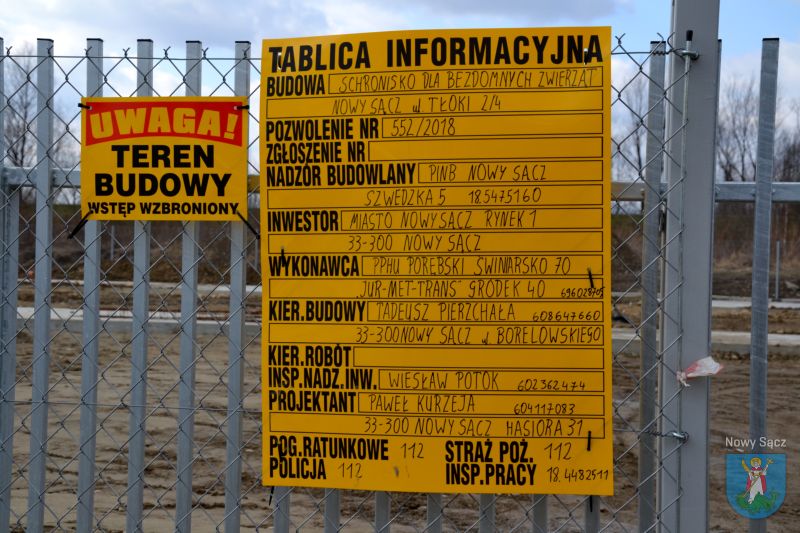 UWAGA!
TEREN
BUDOWY
WSTĘP WZBRONIONY
TABLICA INFORMACYJNA
BUDOWA SCHRONISKO DLA BEZDOMNYCH ZWIERZĄT
NOWY SĄCZ ul TŁOKI 2/4
POZWOLENIE NR 552/2018
ZGŁOSZENIE NR
NADZÓR BUDOWLANY PINB NOWY SĄCZ
SZWEDZKA 5 18.5475160
INWESTOR MIASTO NOWY SĄCZ RYNEK 1
33-300 NOWY SĄCZ
WYKONAWCA PPHU PORĘBSKI ŚWINIARSKO 70
"JUR-MET-TRANS" GRÓDEK 40
KIER.BUDOWY TADEUSZ PIERZCHAŁA 608647660
33-300 NOWY SĄCZ ul BORELOWSKIEGO
KIER.ROBÓT
INSP.NADZ.INW. WIESŁAW POTOK 602362474
PROJEKTANT PAWEŁ KURZEJA 604117083
33-300 NOWY SĄCZ HASIORA 31
POG.RATUNKOWE 112 STRAŻ POŻ. 112
POLICJA 112 INSP.PRACY 18.4482511
Nowy Sącz